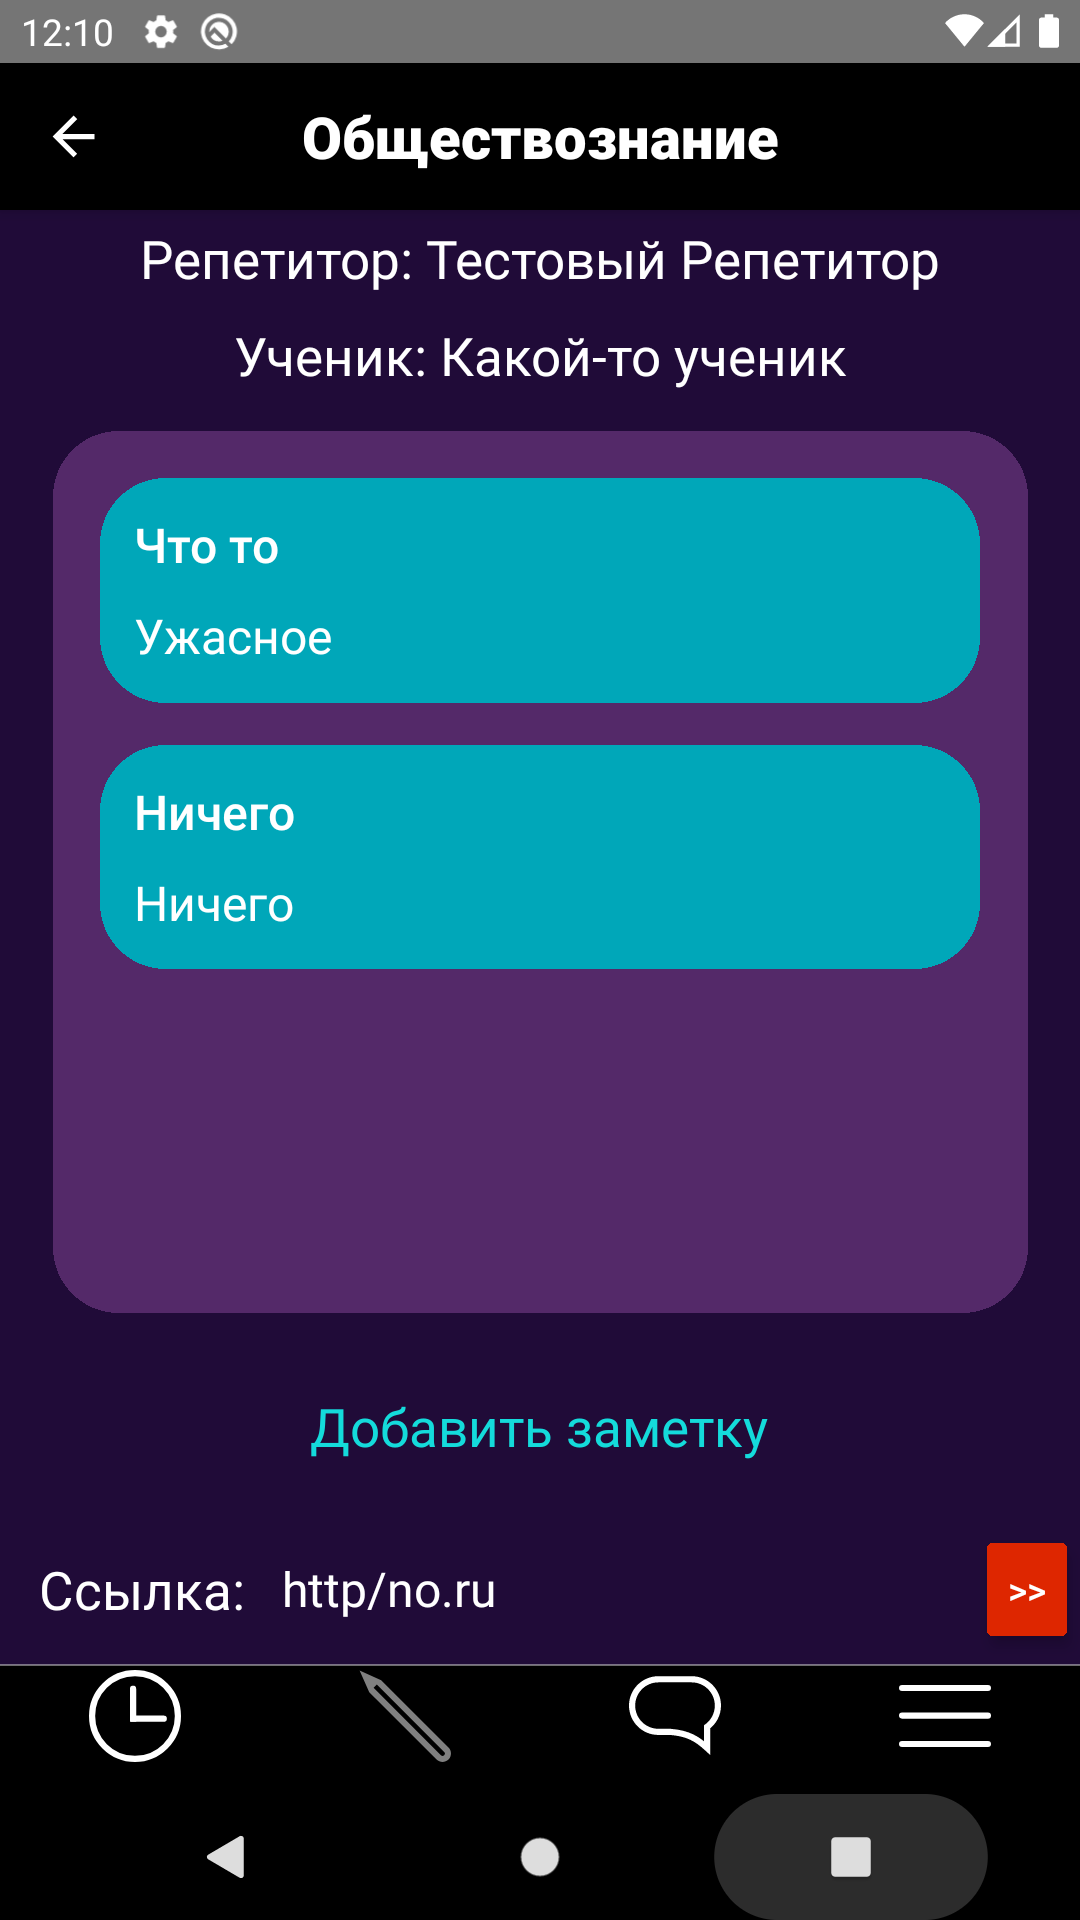 12:10
Обществознание
Репетитор: Тестовый Репетитор
Ученик: Какой-то ученик
Что то
Ужасное
Ничего
Ничего
Добавить заметку
Ссылка: http/no.ru >>